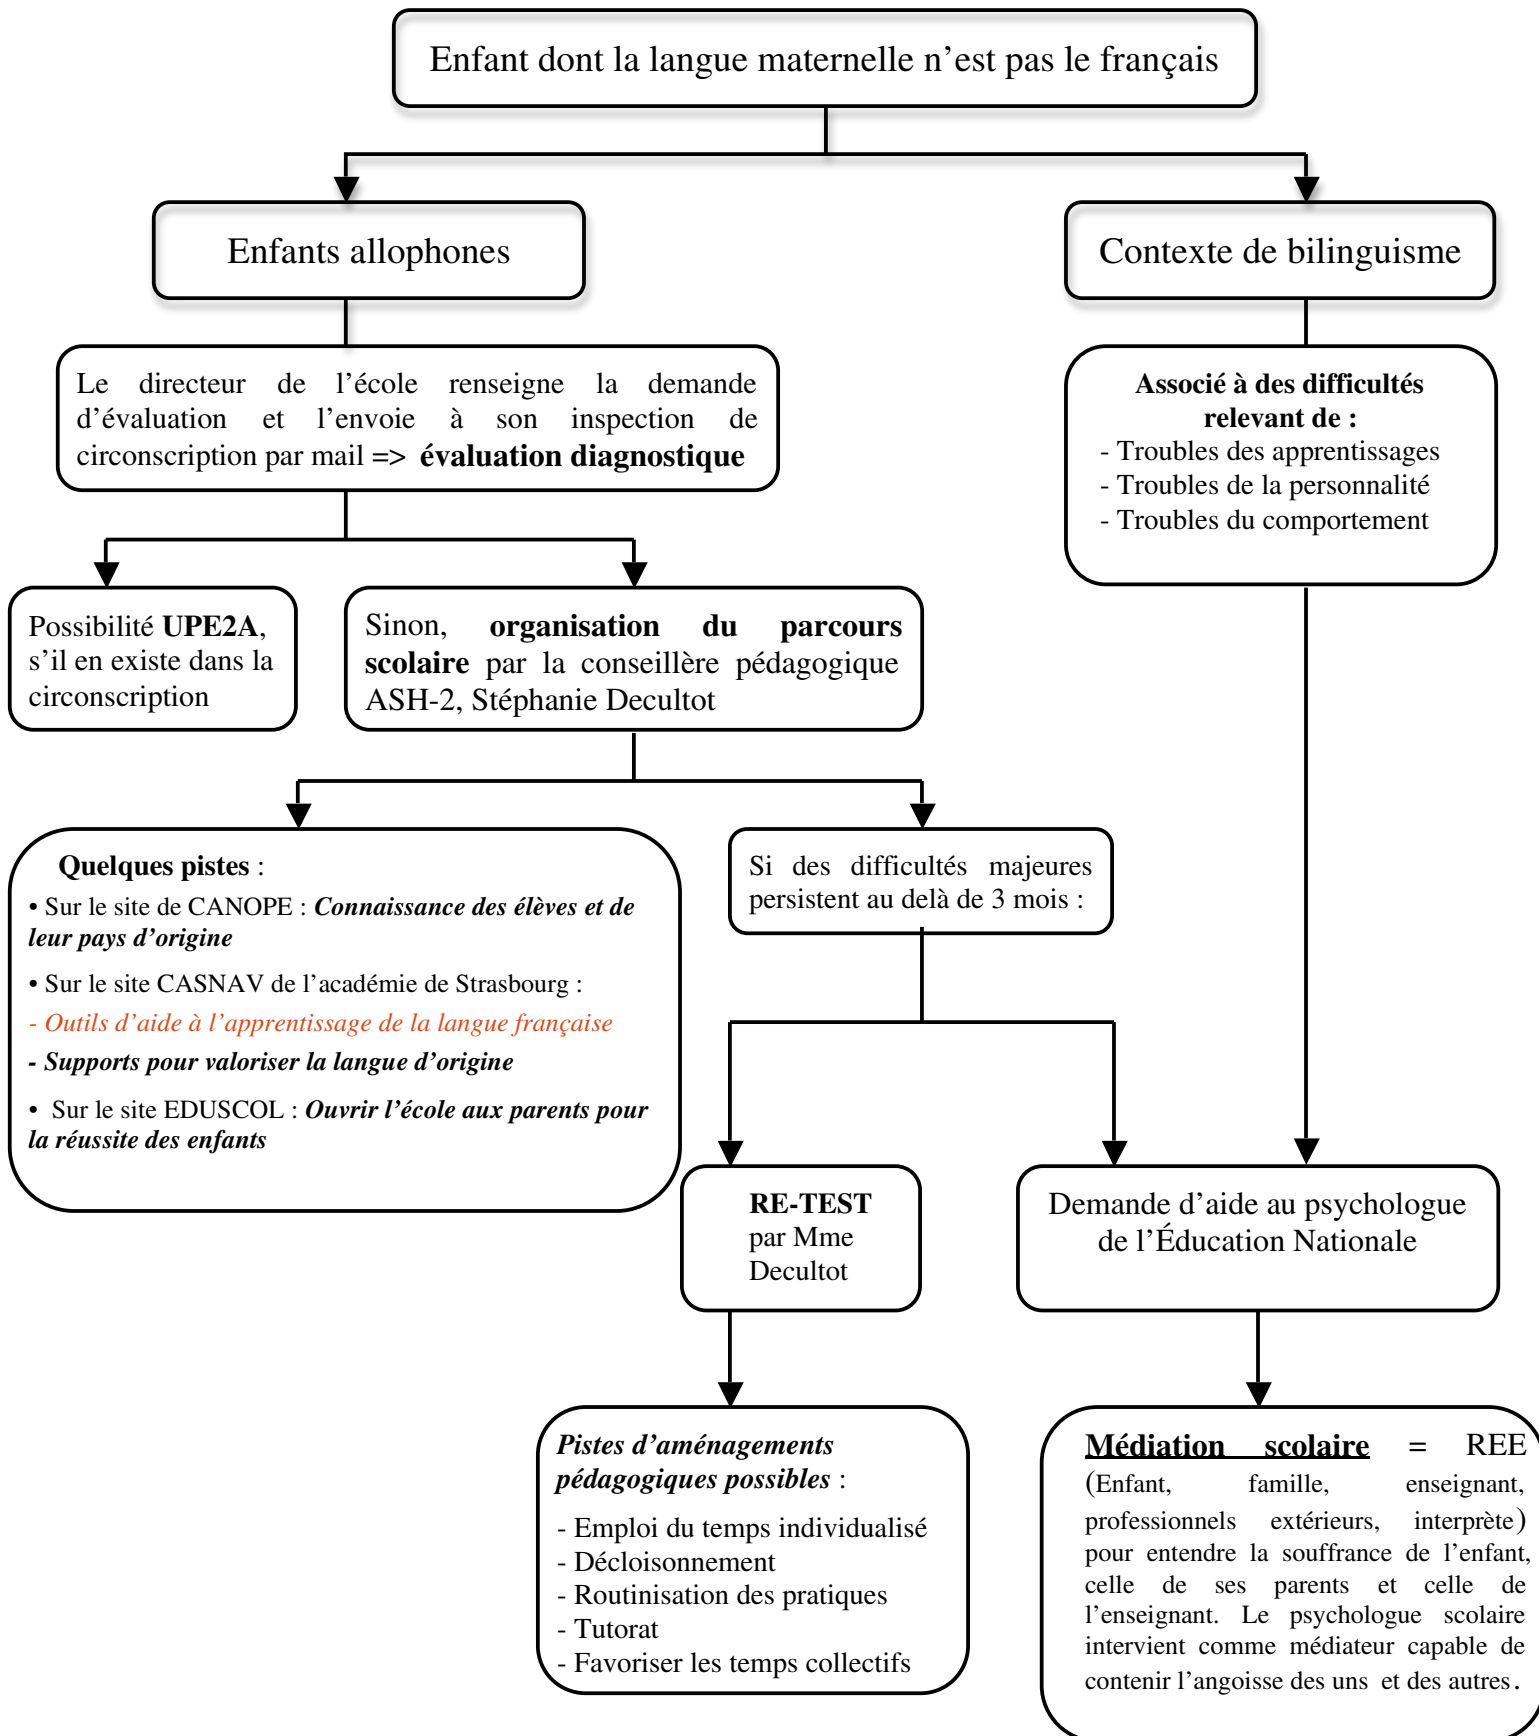 Enfant dont la langue maternelle n’est pas le français
Enfants allophones
Contexte de bilinguisme
Le directeur de l’école renseigne la demande
d’évaluation et l’envoie à son inspection de
circonscription par mail => évaluation diagnostique
Associé à des difficultés
relevant de :
- Troubles des apprentissages
- Troubles de la personnalité
- Troubles du comportement
Possibilité UPE2A,
s’il en existe dans la
circonscription
Sinon, organisation du parcours
scolaire par la conseillère pédagogique
ASH-2, Stéphanie Decultot
Quelques pistes :
• Sur le site de CANOPE : Connaissance des élèves et de
leur pays d’origine
• Sur le site CASNAV de l’académie de Strasbourg :
- Outils d’aide à l’apprentissage de la langue française
- Supports pour valoriser la langue d’origine
• Sur le site EDUSCOL : Ouvrir l’école aux parents pour
la réussite des enfants
Si des difficultés majeures
persistent au delà de 3 mois :
RE-TEST
par Mme
Decultot
Demande d’aide au psychologue
de l’Éducation Nationale
Pistes d’aménagements
pédagogiques possibles :
- Emploi du temps individualisé
- Décloisonnement
- Routinisation des pratiques
- Tutorat
- Favoriser les temps collectifs
Médiation scolaire = REE
(Enfant, famille, enseignant,
professionnels extérieurs, interprète)
pour entendre la souffrance de l’enfant,
celle de ses parents et celle de
l’enseignant. Le psychologue scolaire
intervient comme médiateur capable de
contenir l’angoisse des uns et des autres.